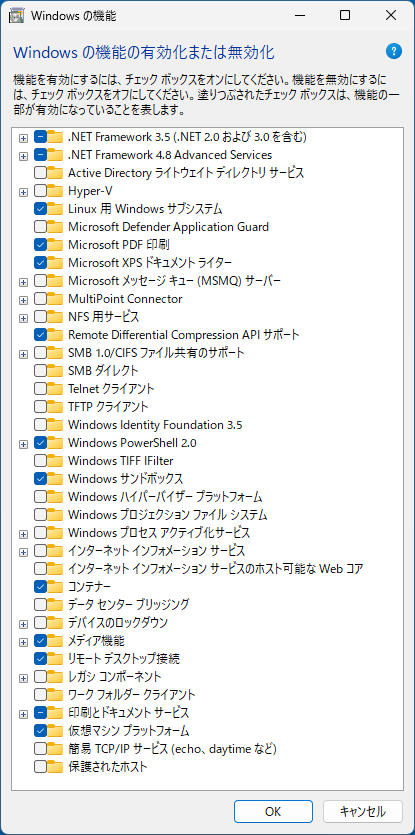 Windows の機能
Windows の機能の有効化または無効化
機能を有効にするには、チェック ボックスをオンにしてください。機能を無効にするに
は、チェック ボックスをオフにしてください。塗りつぶされたチェック ボックスは、機能の一
部が有効になっていることを表します。
.NET Framework 3.5 (.NET 2.0 および 3.0 を含む)
.NET Framework 4.8 Advanced Services
Active Directory ライトウェイト ディレクトリ サービス
Hyper-V
Linux 用 Windows サブシステム
Microsoft Defender Application Guard
Microsoft PDF 印刷
Microsoft XPS ドキュメント ライター
Microsoft メッセージ キュー (MSMQ) サーバー
MultiPoint Connector
NFS 用サービス
Remote Differential Compression API サポート
SMB 1.0/CIFS ファイル共有のサポート
SMB ダイレクト
Telnet クライアント
TFTP クライアント
Windows Identity Foundation 3.5
Windows PowerShell 2.0
Windows TIFF IFilter
Windows サンドボックス
Windows ハイパーバイザー プラットフォーム
Windows プロジェクション ファイル システム
Windows プロセス アクティブ化サービス
インターネット インフォメーション サービス
インターネット インフォメーション サービスのホスト可能な Web コア
コンテナー
データ センター ブリッジング
デバイスのロックダウン
メディア機能
リモート デスクトップ接続
レガシ コンポーネント
ワーク フォルダー クライアント
印刷とドキュメント サービス
仮想マシン プラットフォーム
簡易 TCP/IP サービス (echo、daytime など)
保護されたホスト
OK
キャンセル